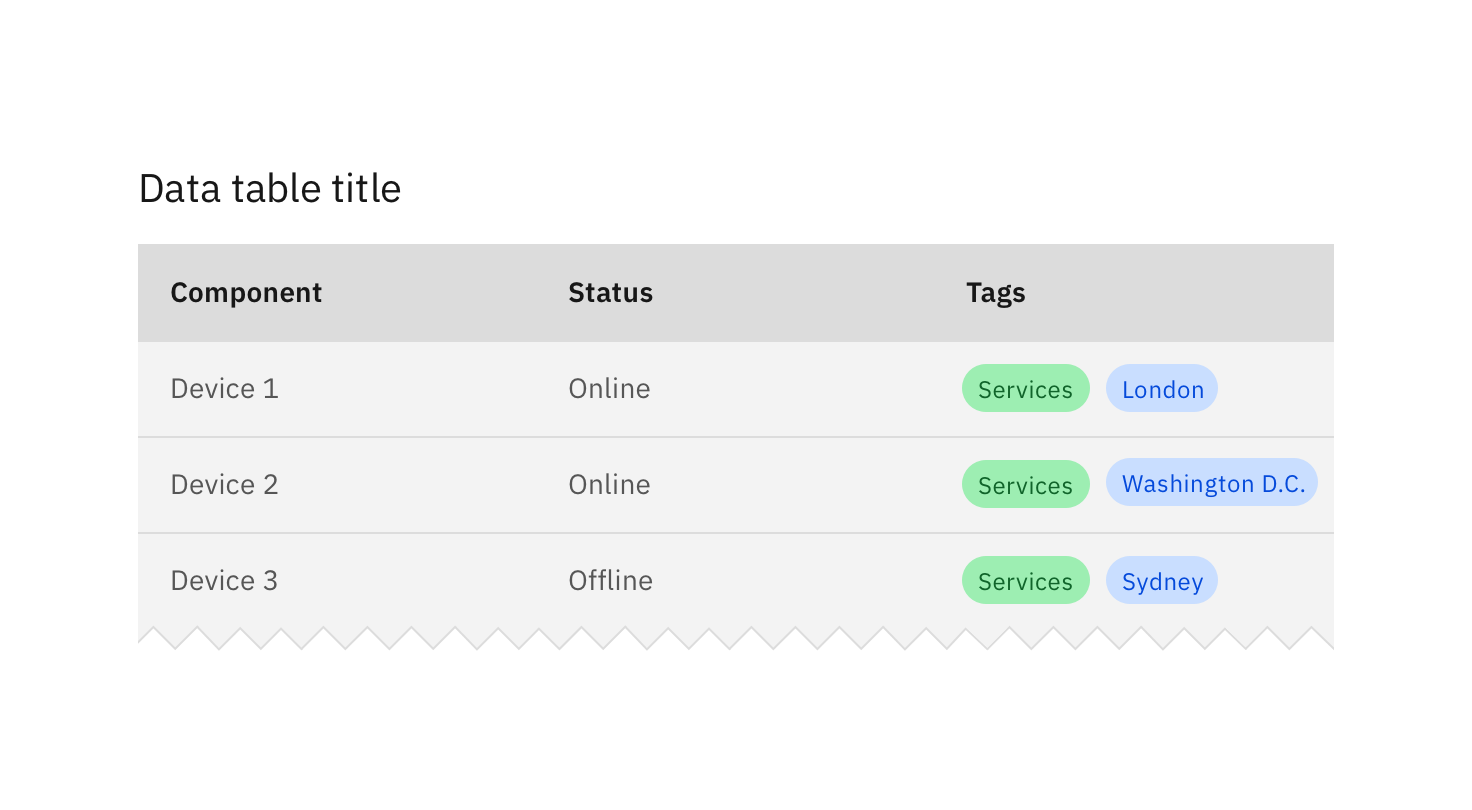 Data table title
Component Status Tags
Device 1 Online Services London
Device 2 Online Services Washington D.C.
Device 3 Offline Services Sydney